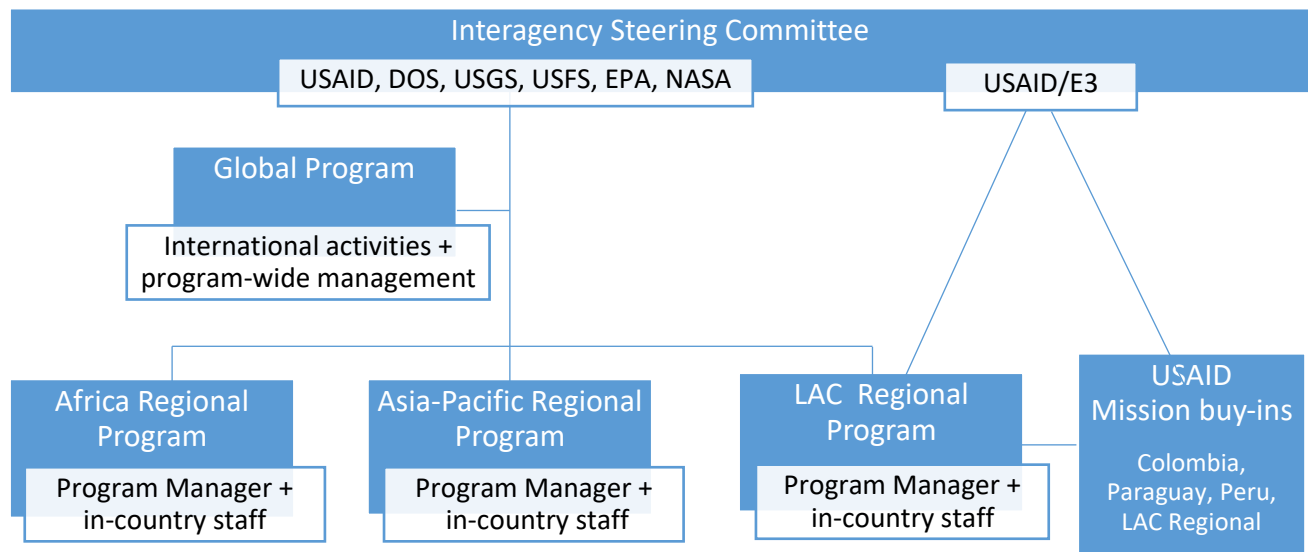 Interagency Steering Committee
USAID, DOS, USGS, USFS, EPA, NASA
USAID/E3
Global Program
International activities +
program-wide management
Africa Regional
Program
Program Manager +
in-country staff
Asia-Pacific Regional
Program
Program Manager +
in-country staff
LAC Regional
Program
Program Manager +
in-country staff
USAID
Mission buy-ins
Colombia,
Paraguay, Peru,
LAC Regional